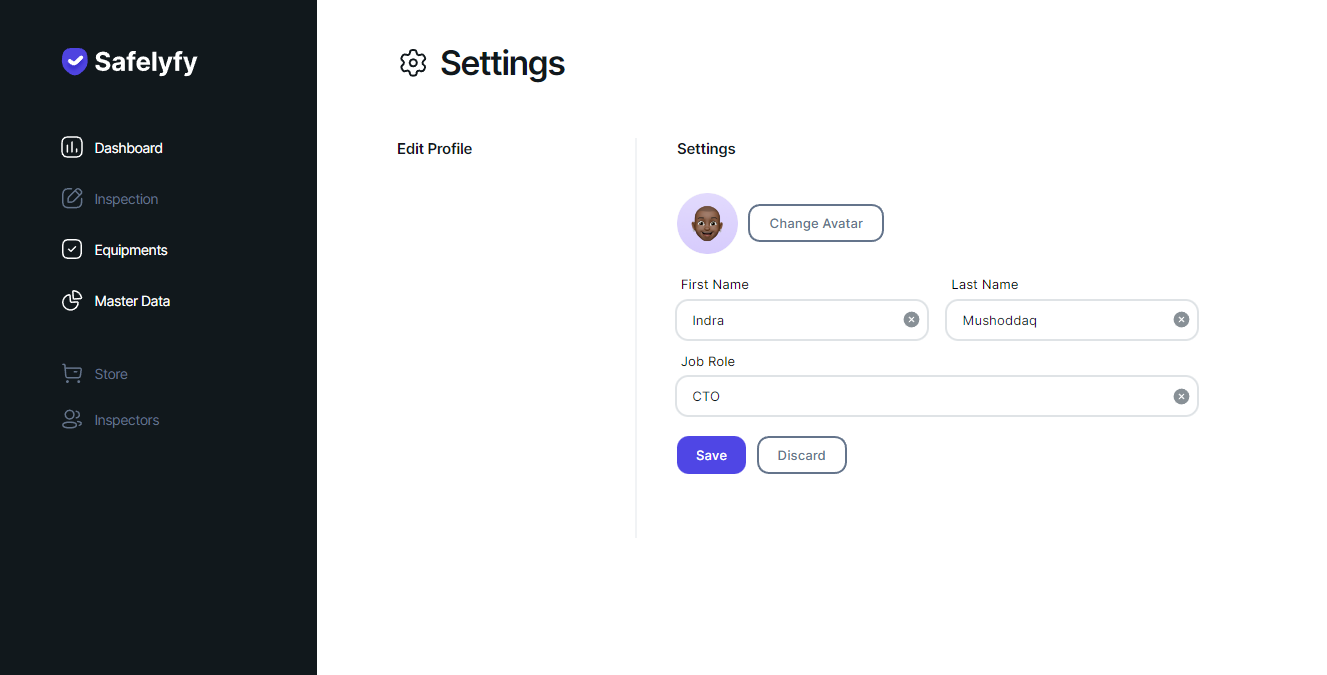 Safelyfy
Dashboard
Inspection
Equipments
Master Data
Store
Inspectors
Settings
Edit Profile
Settings
Change Avatar
First Name
Last Name
Indra
Mushoddaq
Job Role
CTO
Save
Discard